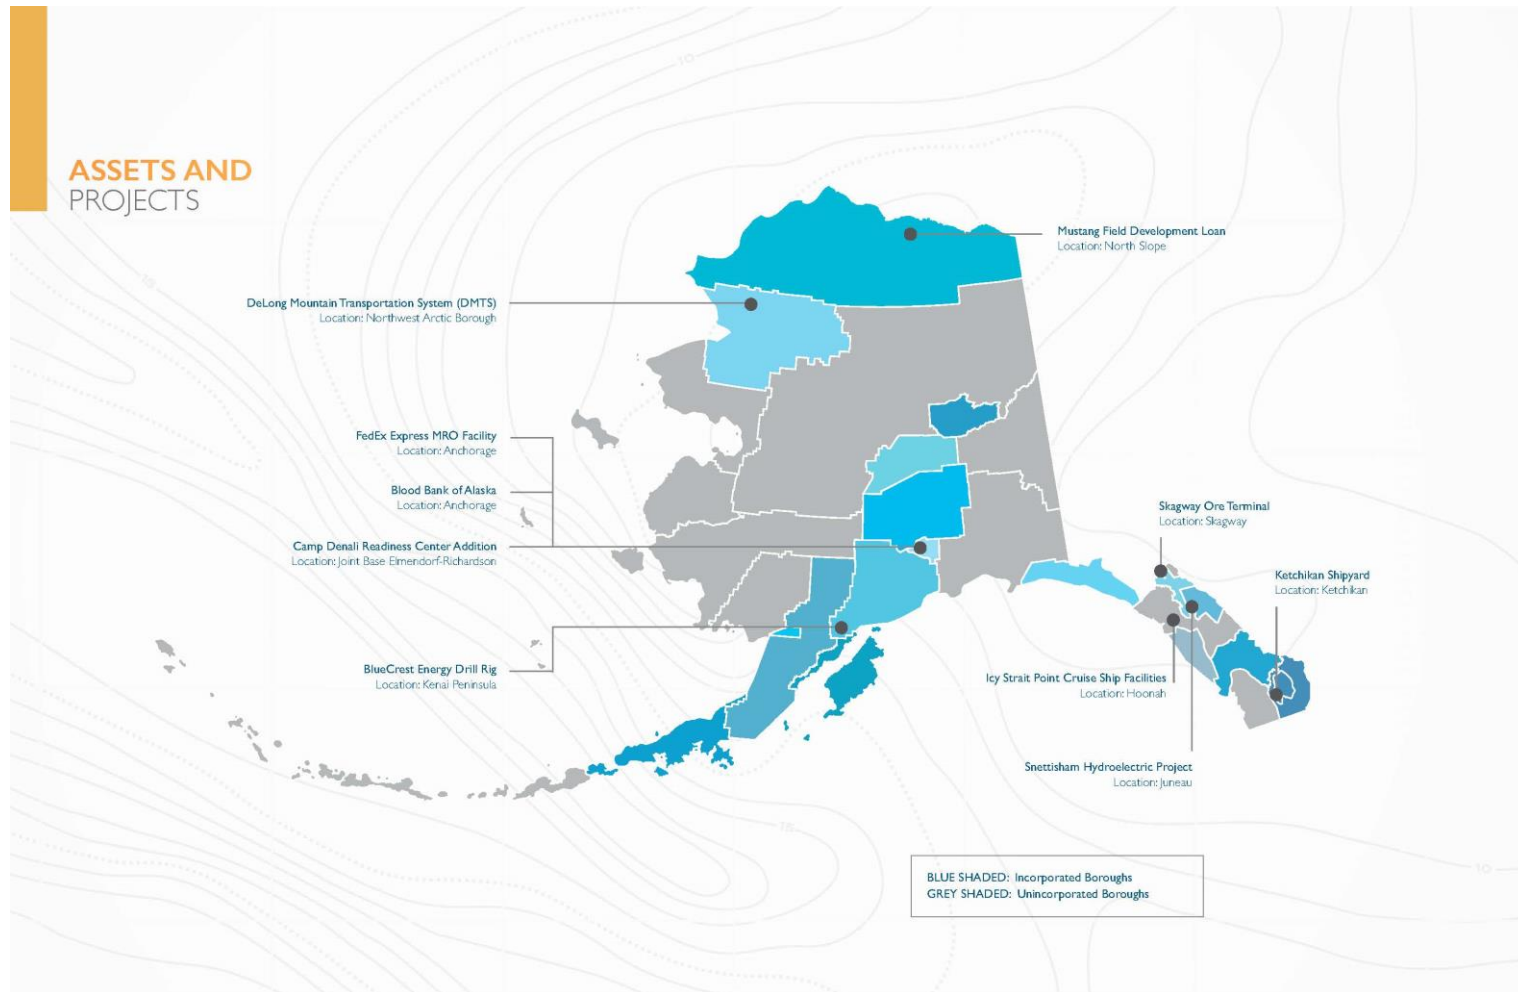 ASSETS AND
PROJECTS
Mustang Field Development Loan
Location: North Slope
DeLong Mountain Transportation System (DMTS)
Location: Northwest Arctic Borough
FedEx Express MRO Facility
Location: Anchorage
Blood Bank of Alaska
Location: Anchorage
Camp Denali Readiness Center Addition
Location: Joint Base Elmendorf-Richardson
BlueCrest Energy Drill Rig
Location: Kenai Peninsula
Skagway Ore Terminal
Location: Skagway
Ketchikan Shipyard
Location: Ketchikan
Icy Strait Point Cruise Ship Facilities
Location: Hoonah
Snettisham Hydroelectric Project
Location: Juneau
BLUE SHADED: Incorporated Boroughs
GREY SHADED: Unincorporated Boroughs
10
15
10